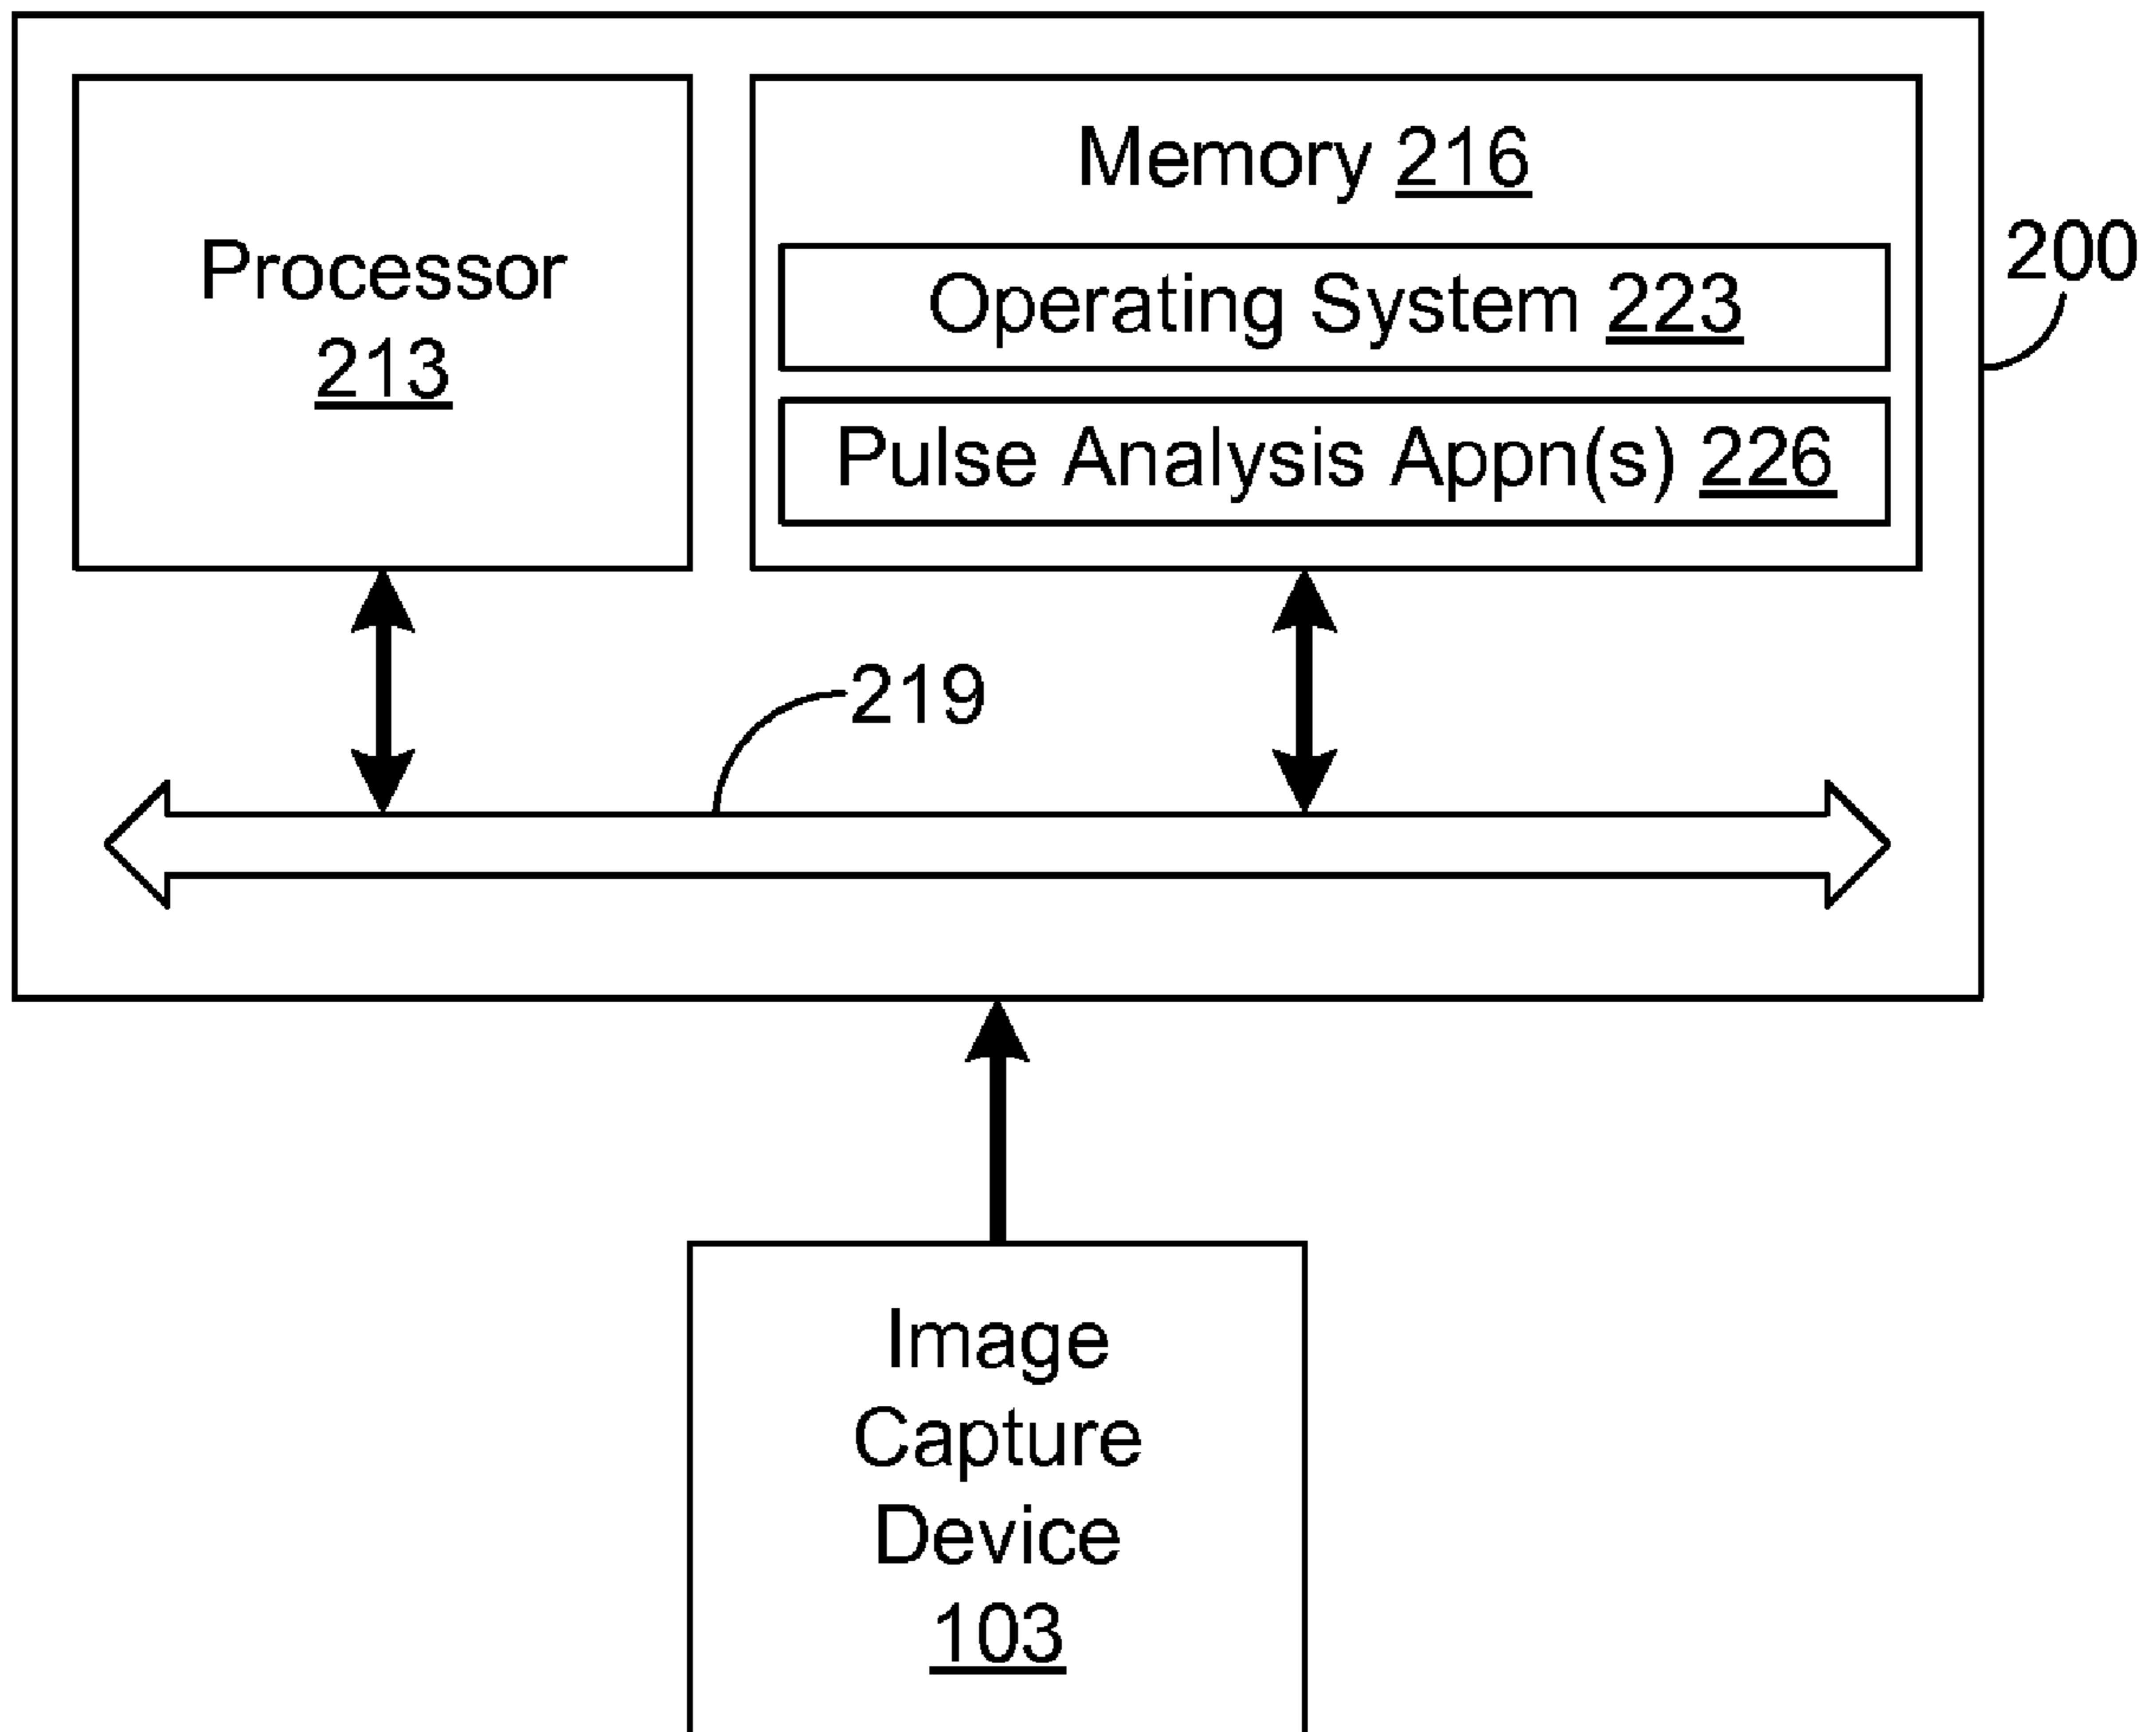 Processor
213
Memory 216
Operating System 223
Pulse Analysis Appn(s) 226
200
219
Image
Capture
Device
103